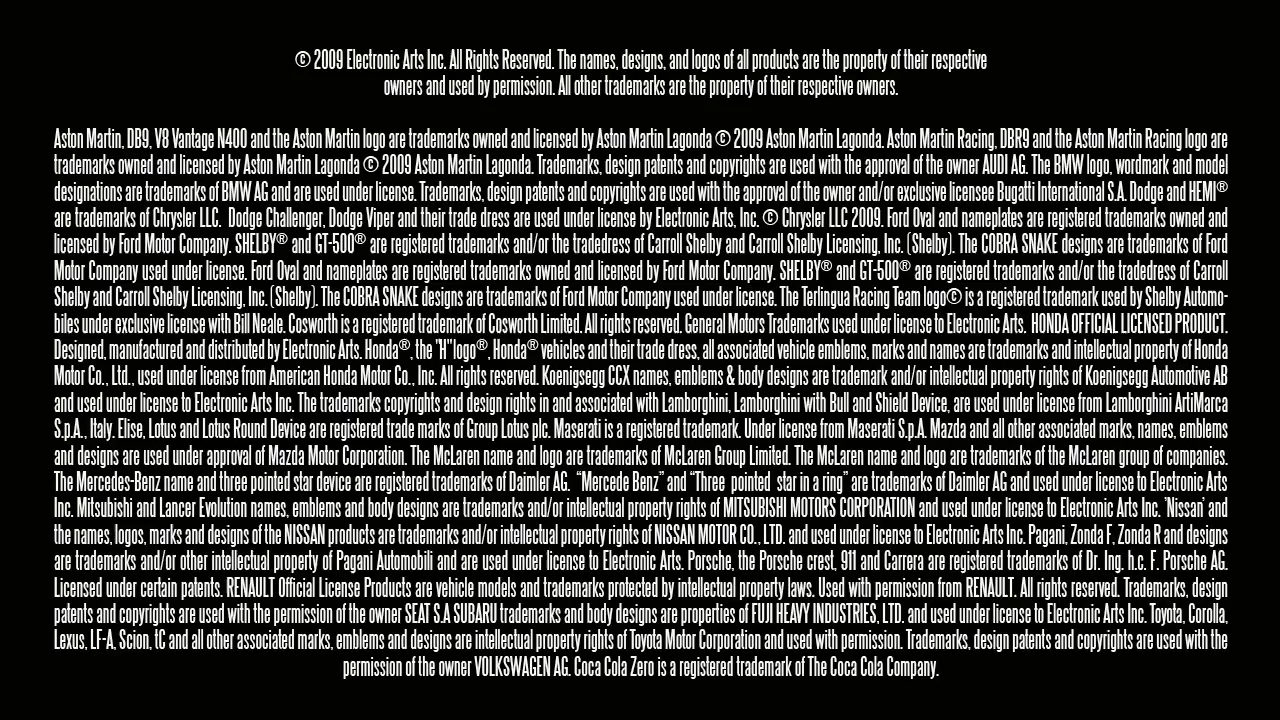 © 2009 Electronic Arts Inc. All Rights Reserved. The names, designs, and logos of all products are the property of their respective
owners and used by permission. All other trademarks are the property of their respective owners.
Aston Martin, DB9, V8 Vantage N400 and the Aston Martin logo are trademarks owned and licensed by Aston Martin Lagonda © 2009 Aston Martin Lagonda. Aston Martin Racing, DBR9 and the Aston Martin Racing logo are
trademarks owned and licensed by Aston Martin Lagonda © 2009 Aston Martin Lagonda. Trademarks, design patents and copyrights are used with the approval of the owner AUDI AG. The BMW logo, wordmark and model
designations are trademarks of BMW AG and are used under license. Trademarks, design patents and copyrights are used with the approval of the owner and/or exclusive licensee Bugatti International S.A. Dodge and HEMI®
are trademarks of Chrysler LLC.  Dodge Challenger, Dodge Viper and their trade dress are used under license by Electronic Arts, Inc. © Chrysler LLC 2009. Ford Oval and nameplates are registered trademarks owned and
licensed by Ford Motor Company. SHELBY® and GT-500® are registered trademarks and/or the tradedress of Carroll Shelby and Carroll Shelby Licensing, Inc. (Shelby). The COBRA SNAKE designs are trademarks of Ford
Motor Company used under license. Ford Oval and nameplates are registered trademarks owned and licensed by Ford Motor Company. SHELBY® and GT-500® are registered trademarks and/or the tradedress of Carroll
Shelby and Carroll Shelby Licensing, Inc. (Shelby). The COBRA SNAKE designs are trademarks of Ford Motor Company used under license. The Terlingua Racing Team logo© is a registered trademark used by Shelby Automo-
biles under exclusive license with Bill Neale. Cosworth is a registered trademark of Cosworth Limited. All rights reserved. General Motors Trademarks used under license to Electronic Arts.  HONDA OFFICIAL LICENSED PRODUCT.
Designed, manufactured and distributed by Electronic Arts. Honda®, the "H"logo®, Honda® vehicles and their trade dress, all associated vehicle emblems, marks and names are trademarks and intellectual property of Honda
Motor Co., Ltd., used under license from American Honda Motor Co., Inc. All rights reserved. Koenigsegg CCX names, emblems & body designs are trademark and/or intellectual property rights of Koenigsegg Automotive AB
and used under license to Electronic Arts Inc. The trademarks copyrights and design rights in and associated with Lamborghini, Lamborghini with Bull and Shield Device, are used under license from Lamborghini ArtiMarca
S.p.A., Italy. Elise, Lotus and Lotus Round Device are registered trade marks of Group Lotus plc. Maserati is a registered trademark. Under license from Maserati S.p.A. Mazda and all other associated marks, names, emblems
and designs are used under approval of Mazda Motor Corporation. The McLaren name and logo are trademarks of McLaren Group Limited. The McLaren name and logo are trademarks of the McLaren group of companies.
The Mercedes-Benz name and three pointed star device are registered trademarks of Daimler AG.  “Mercede Benz” and “Three  pointed  star in a ring” are trademarks of Daimler AG and used under license to Electronic Arts
Inc. Mitsubishi and Lancer Evolution names, emblems and body designs are trademarks and/or intellectual property rights of MITSUBISHI MOTORS CORPORATION and used under license to Electronic Arts Inc. 'Nissan' and
the names, logos, marks and designs of the NISSAN products are trademarks and/or intellectual property rights of NISSAN MOTOR CO., LTD. and used under license to Electronic Arts Inc. Pagani, Zonda F, Zonda R and designs
are trademarks and/or other intellectual property of Pagani Automobili and are used under license to Electronic Arts. Porsche, the Porsche crest, 911 and Carrera are registered trademarks of Dr. Ing. h.c. F. Porsche AG.
Licensed under certain patents. RENAULT Official License Products are vehicle models and trademarks protected by intellectual property laws. Used with permission from RENAULT. All rights reserved. Trademarks, design
patents and copyrights are used with the permission of the owner SEAT S.A SUBARU trademarks and body designs are properties of FUJI HEAVY INDUSTRIES, LTD. and used under license to Electronic Arts Inc. Toyota, Corolla,
Lexus, LF-A, Scion, tC and all other associated marks, emblems and designs are intellectual property rights of Toyota Motor Corporation and used with permission. Trademarks, design patents and copyrights are used with the
permission of the owner VOLKSWAGEN AG. Coca Cola Zero is a registered trademark of The Coca Cola Company.